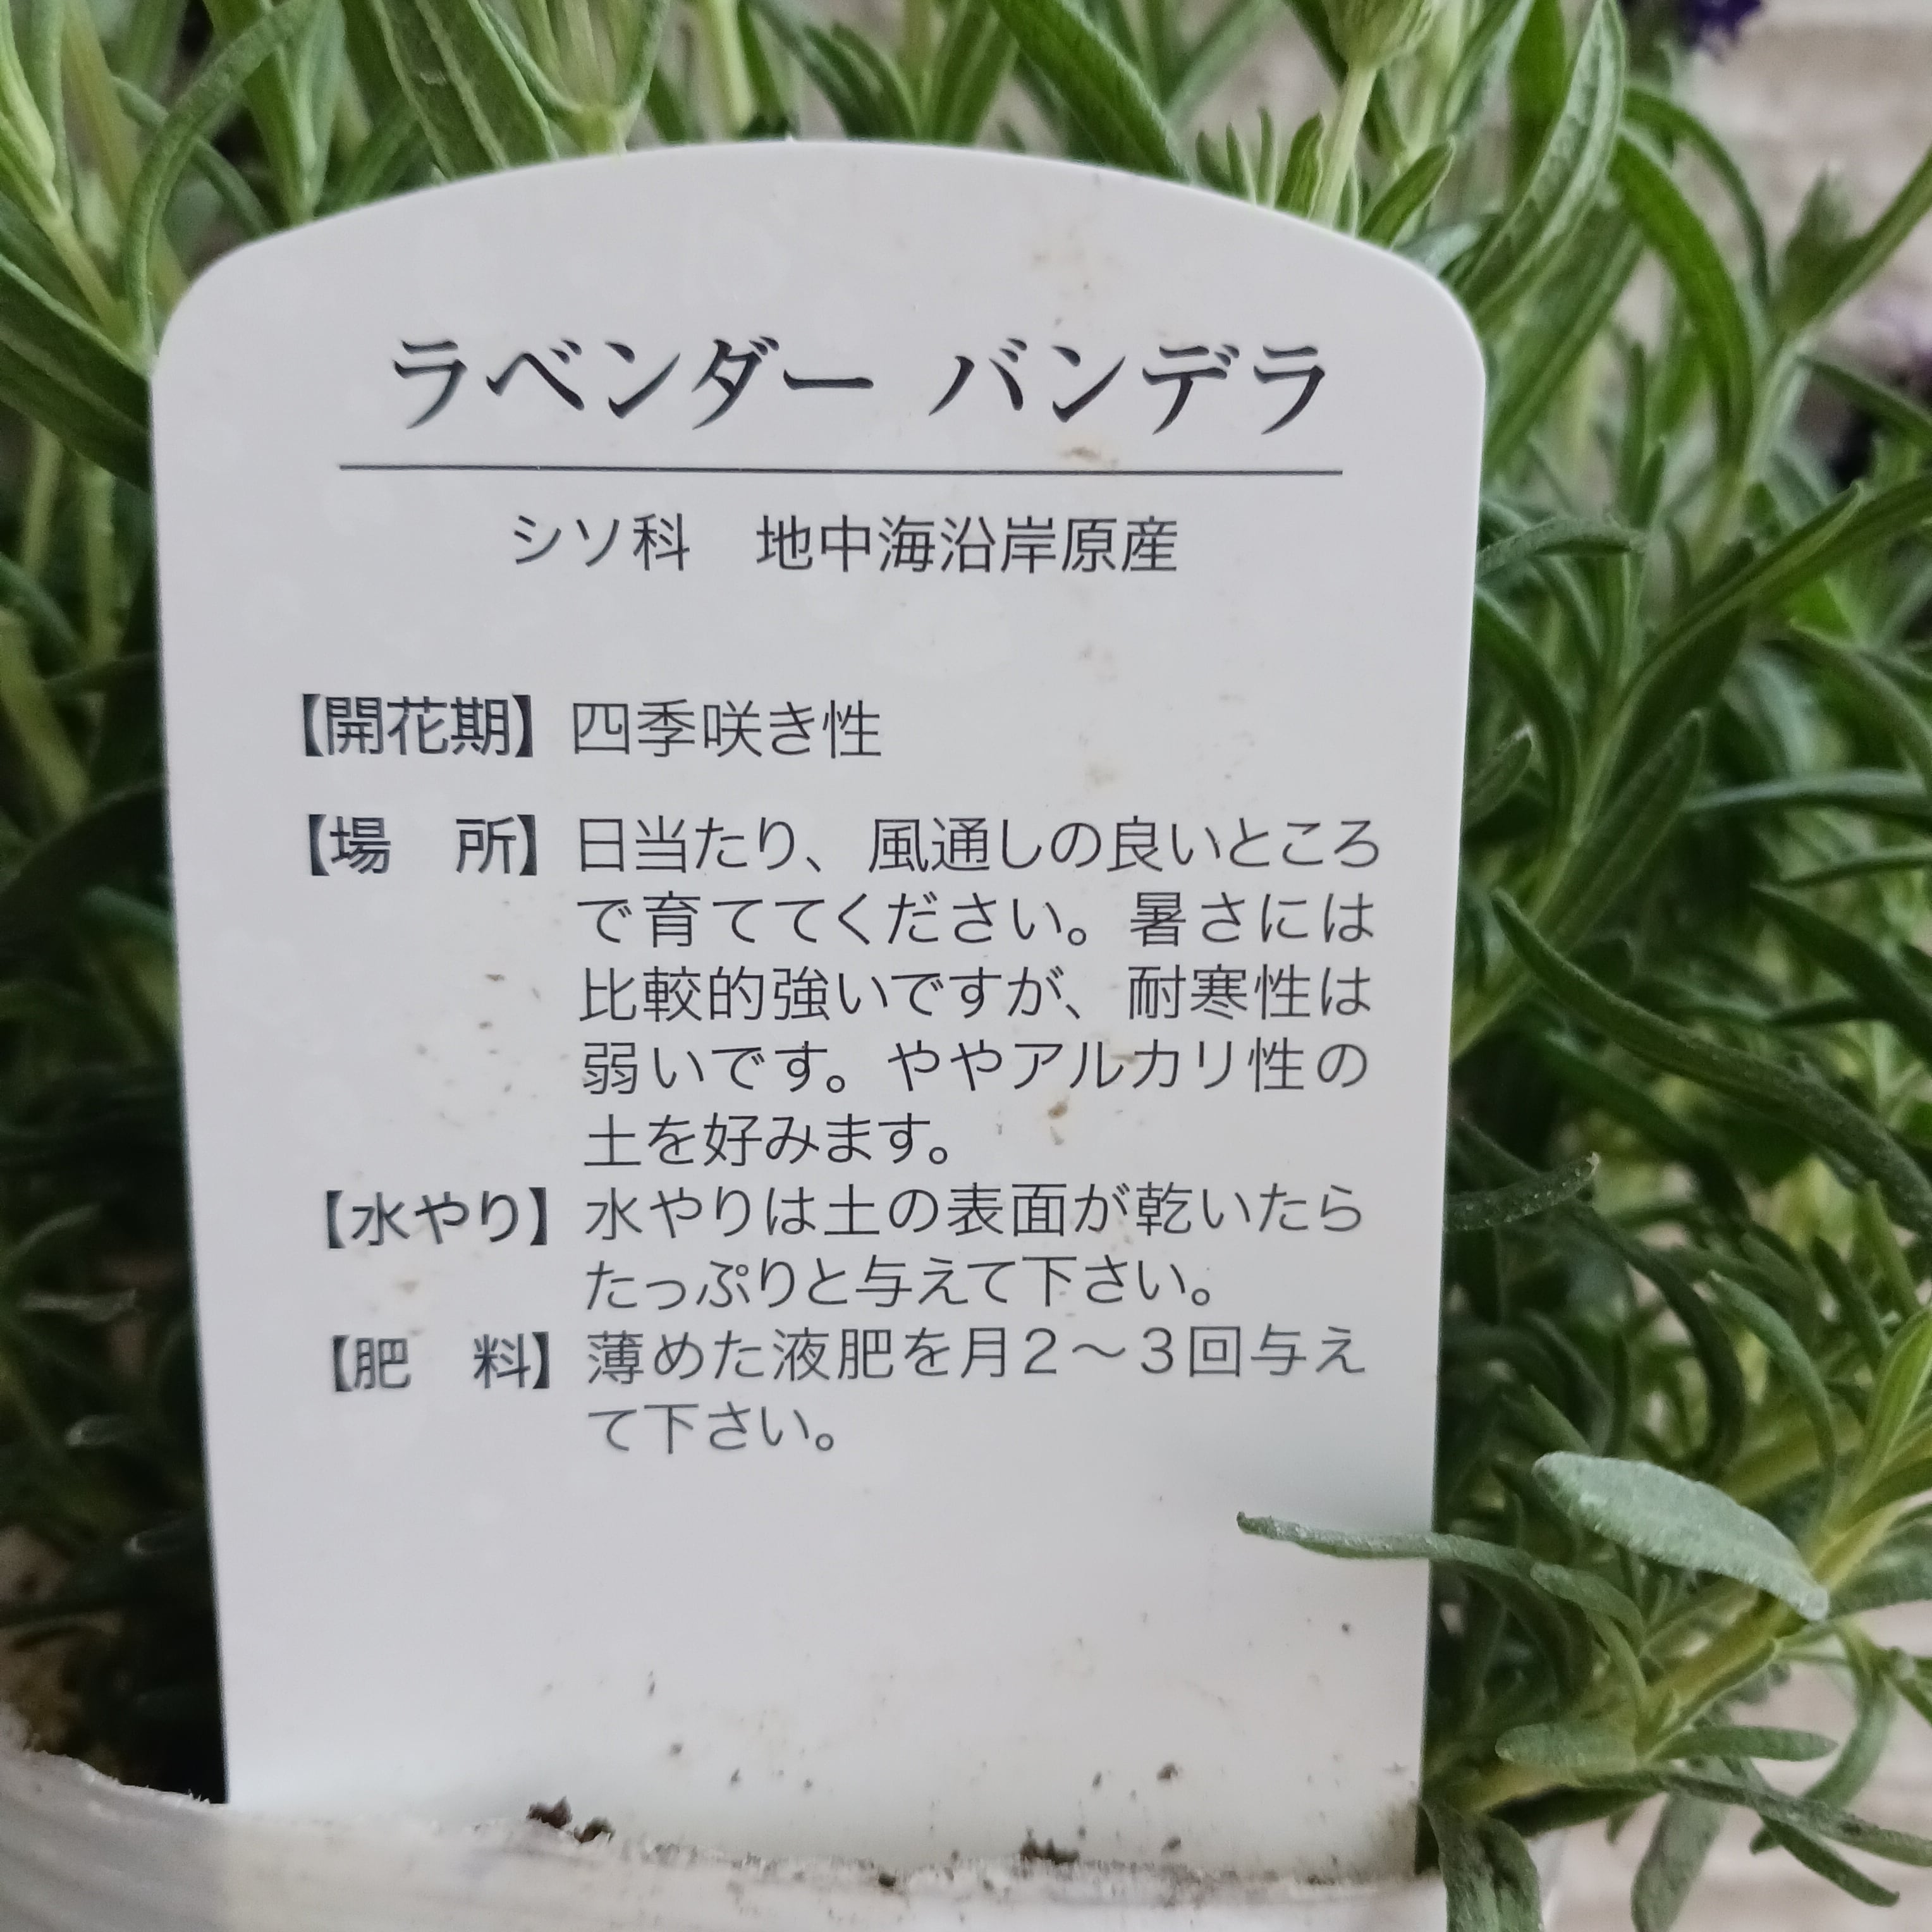 ラベンダー バンデラ
シソ科　地中海沿岸原産
【開花期】四季咲き性
【場　所】日当たり、風通しの良いところ
で育ててください。暑さには
比較的強いですが、耐寒性は
弱いです。ややアルカリ性の
土を好みます。
【水やり】水やりは土の表面が乾いたら
たっぷりと与えて下さい。
【肥　料】薄めた液肥を月２～３回与え
て下さい。